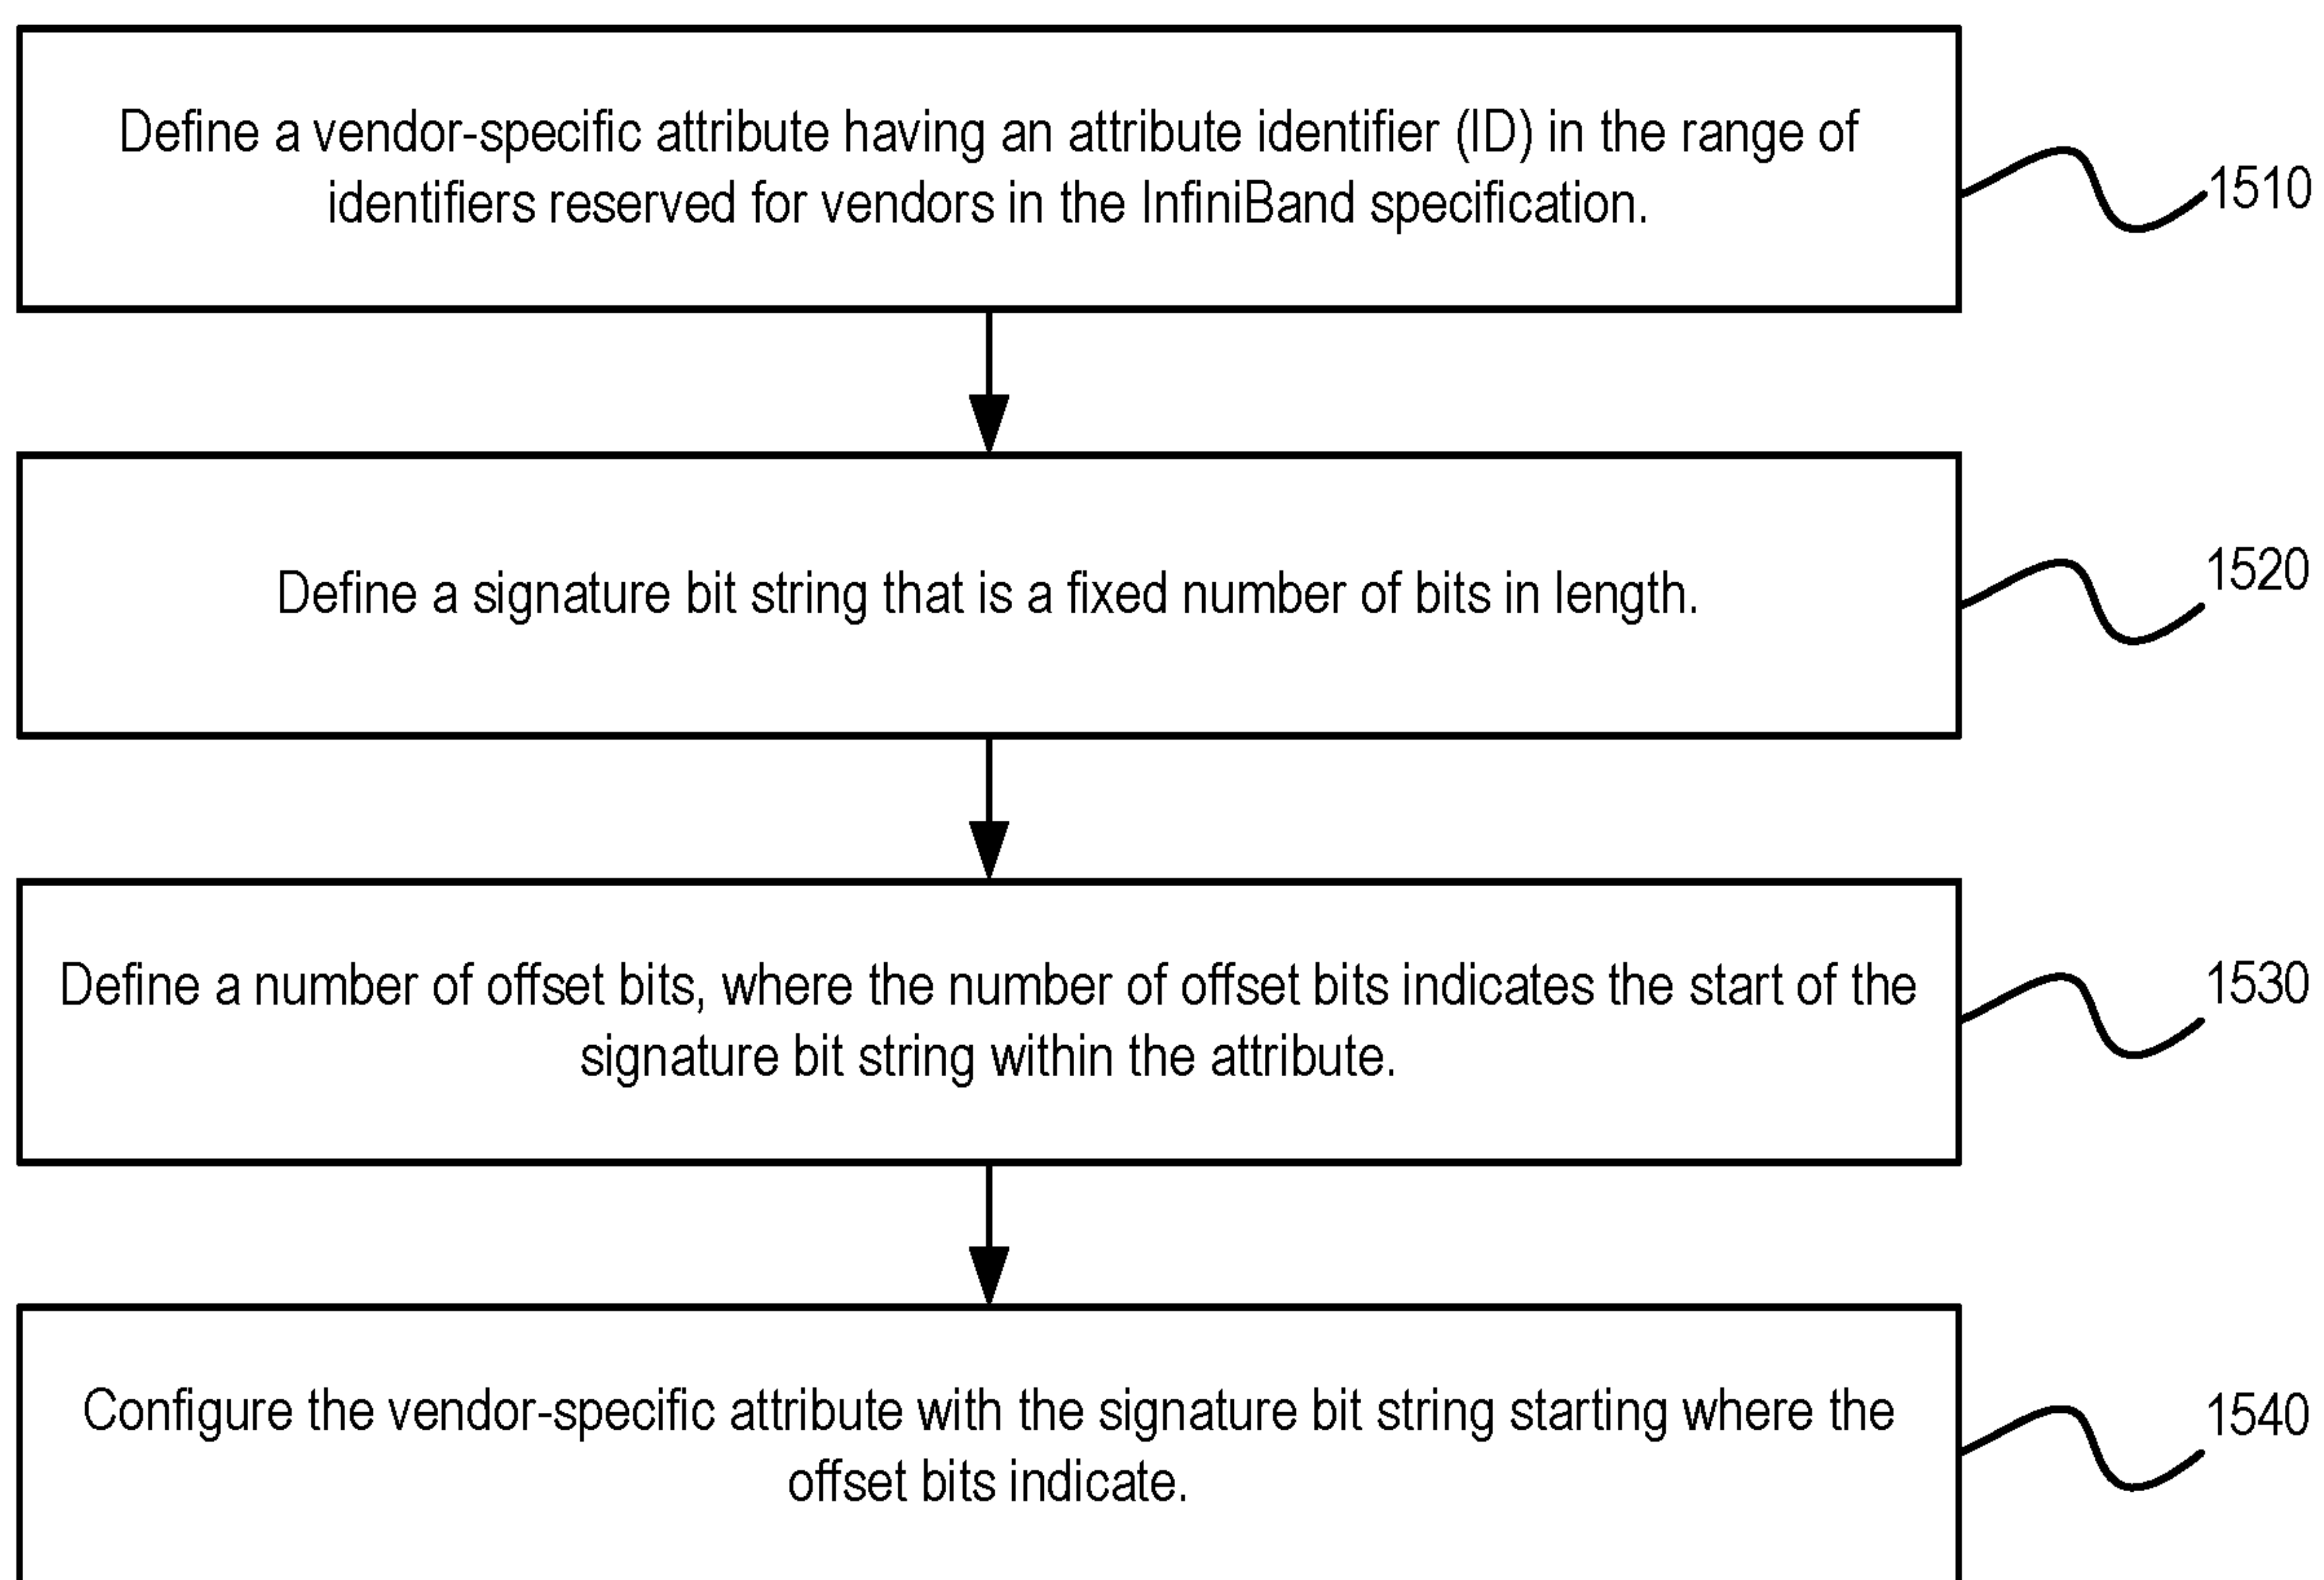 Define a vendor-specific attribute having an attribute identifier (ID) in the range of
identifiers reserved for vendors in the InfiniBand specification.
1510
Define a signature bit string that is a fixed number of bits in length.
1520
Define a number of offset bits, where the number of offset bits indicates the start of the
signature bit string within the attribute.
1530
Configure the vendor-specific attribute with the signature bit string starting where the
offset bits indicate.
1540